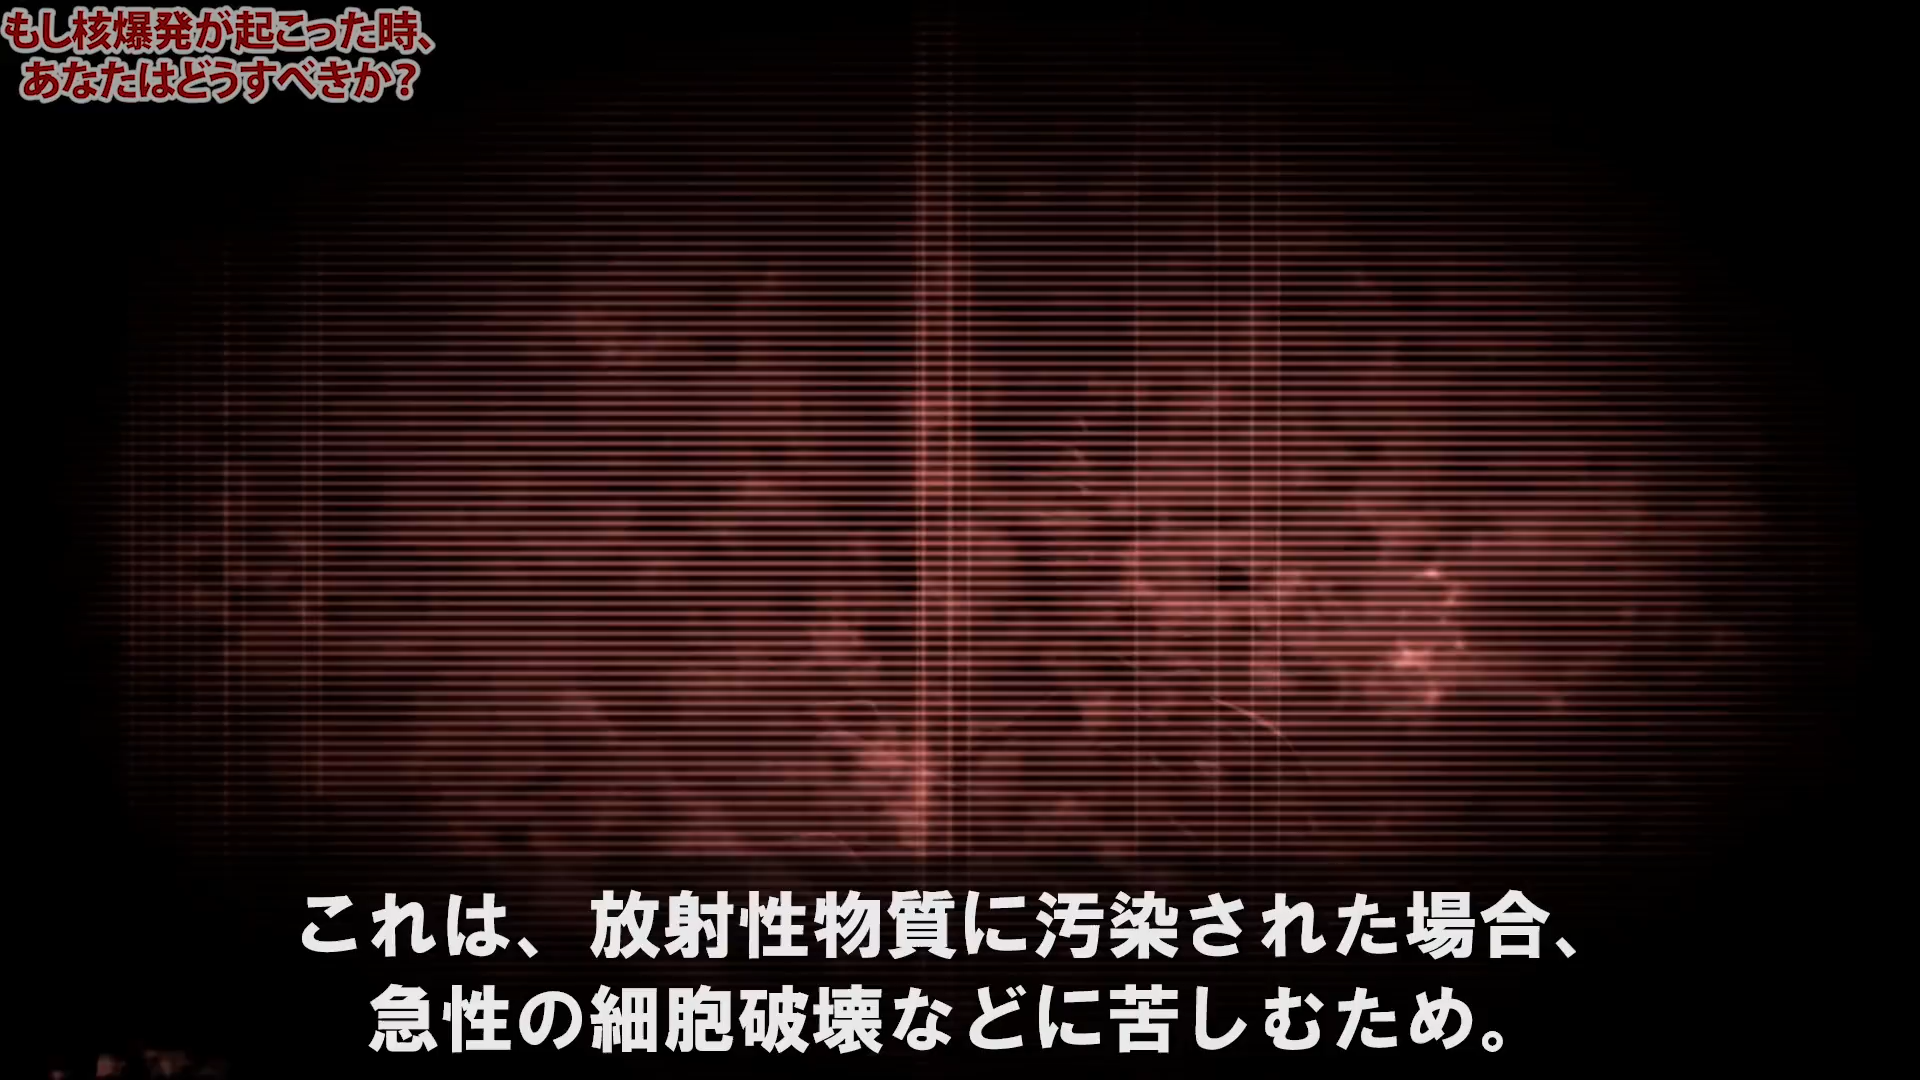 もし核爆発が起こった時、
あなたはどうすべきか?
これは、放射性物質に汚染された場合、
急性の細胞破壊などに苦しむため。